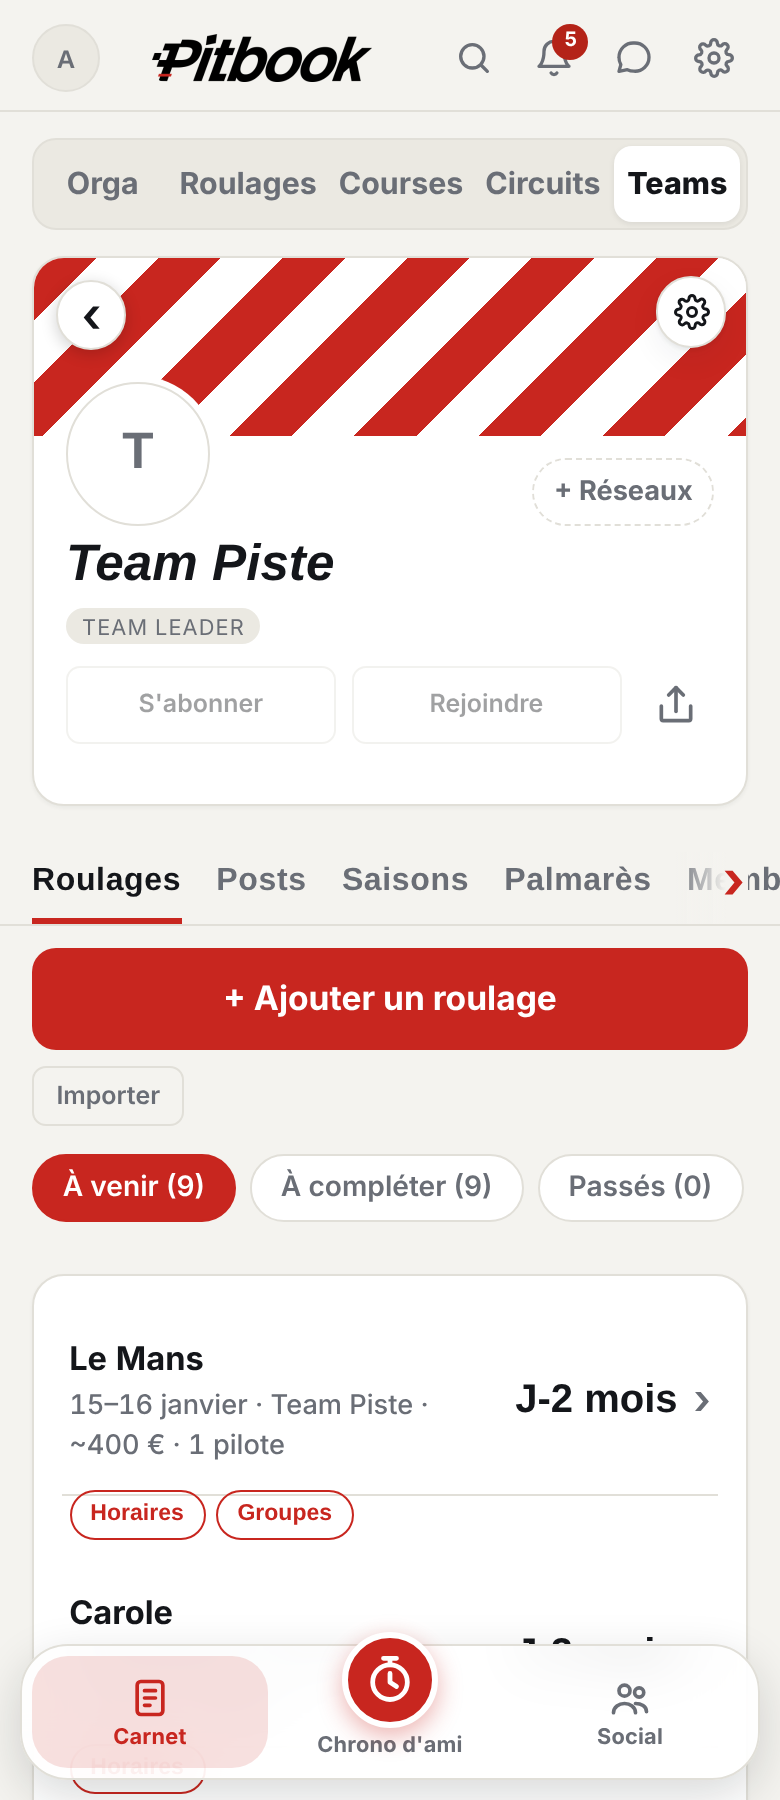 A
Pitbook
5
Orga Roulages Courses Circuits Teams
T
+ Réseaux
Team Piste
TEAM LEADER
S'abonner Rejoindre
Roulages Posts Saisons Palmarès
+ Ajouter un roulage
Importer
À venir (9) À compléter (9) Passés (0)
Le Mans
15–16 janvier · Team Piste ·
~400 € · 1 pilote
J-2 mois ›
Horaires Groupes
Carole
Carnet Chrono d'ami Social
Horaires